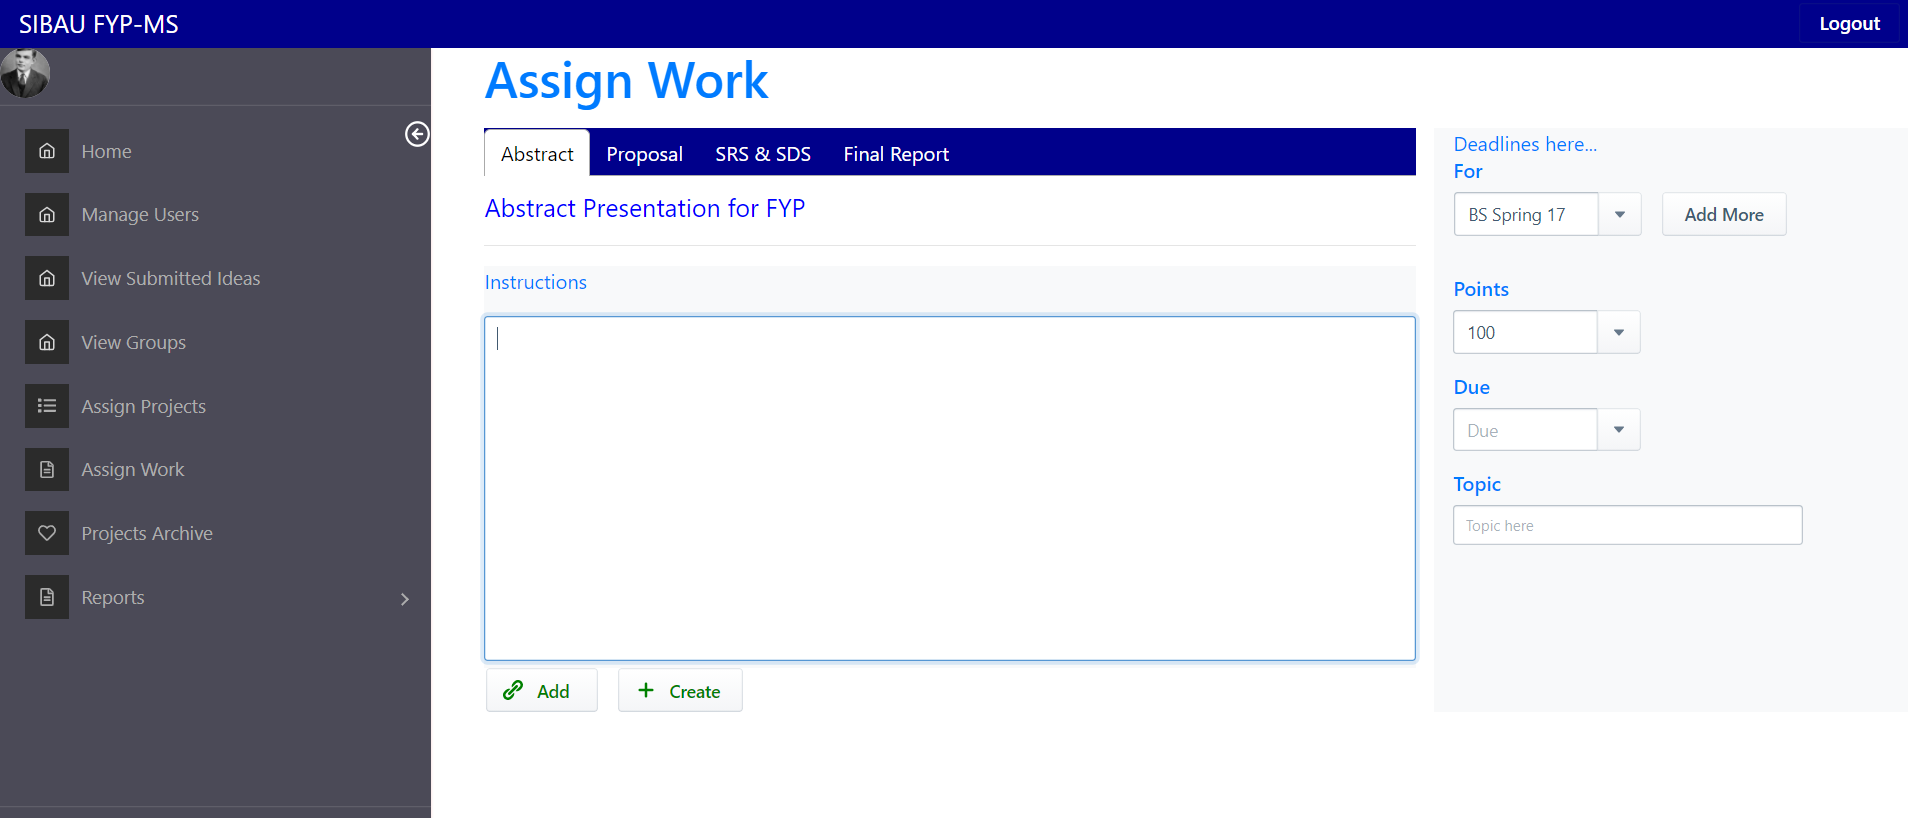 SIBAU FYP-MS
Logout
Home
Manage Users
View Submitted Ideas
View Groups
Assign Projects
Assign Work
Projects Archive
Reports
Assign Work
Abstract
Proposal
SRS & SDS
Final Report
Abstract Presentation for FYP
Instructions
Add
Create
Deadlines here...
For
BS Spring 17
Add More
Points
100
Due
Due
Topic
Topic here